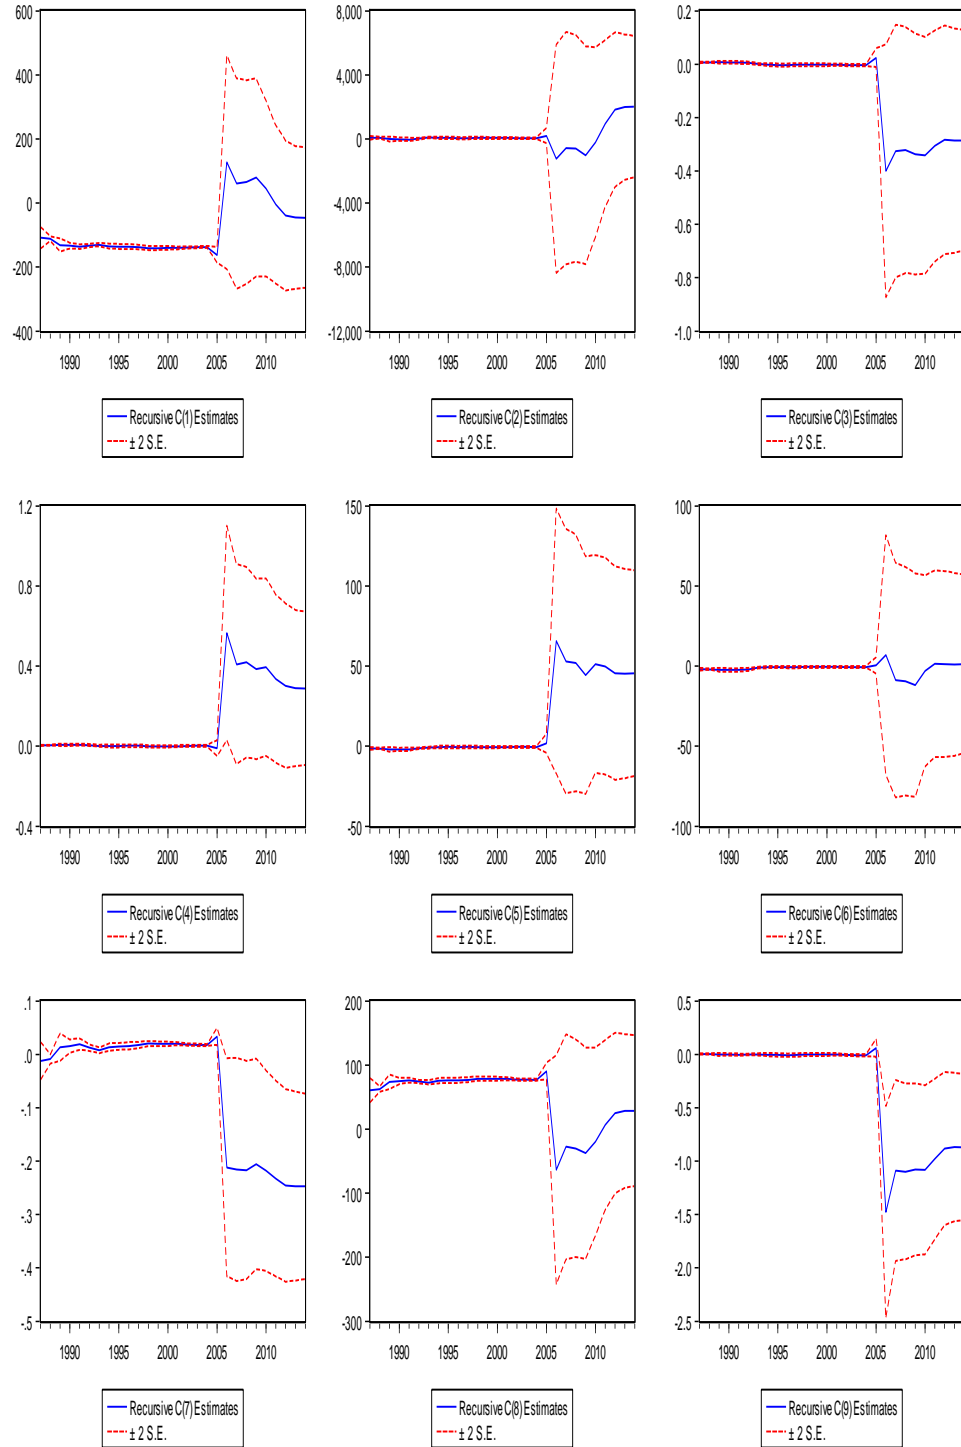 600
400
200
0
-200
-400
1990 1995 2000 2005 2010
Recursive C(1) Estimates
± 2 S.E.
8,000
4,000
0
-4,000
-8,000
-12,000
1990 1995 2000 2005 2010
Recursive C(2) Estimates
± 2 S.E.
0.2
0.0
-0.2
-0.4
-0.6
-0.8
-1.0
1990 1995 2000 2005 2010
Recursive C(3) Estimates
± 2 S.E.
1.2
0.8
0.4
0.0
-0.4
1990 1995 2000 2005 2010
Recursive C(4) Estimates
± 2 S.E.
150
100
50
0
-50
1990 1995 2000 2005 2010
Recursive C(5) Estimates
± 2 S.E.
100
50
0
-50
-100
1990 1995 2000 2005 2010
Recursive C(6) Estimates
± 2 S.E.
.1
.0
-.1
-.2
-.3
-.4
-.5
1990 1995 2000 2005 2010
Recursive C(7) Estimates
± 2 S.E.
200
100
0
-100
-200
-300
1990 1995 2000 2005 2010
Recursive C(8) Estimates
± 2 S.E.
0.5
0.0
-0.5
-1.0
-1.5
-2.0
-2.5
1990 1995 2000 2005 2010
Recursive C(9) Estimates
± 2 S.E.